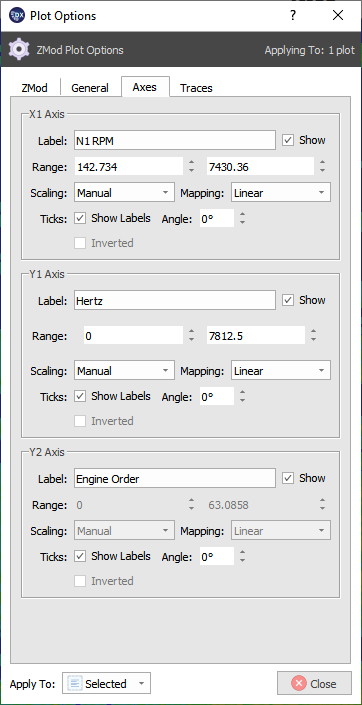 Plot Options
?
ZMod Plot Options Applying To: 1 plot
ZMod General Axes Traces
X1 Axis
Label: N1 RPM Show
Range: 142.734 7430.36
Scaling: Manual Mapping: Linear
Ticks: Show Labels Angle: 0°
Inverted
Y1 Axis
Label: Hertz Show
Range: 0 7812.5
Scaling: Manual Mapping: Linear
Ticks: Show Labels Angle: 0°
Inverted
Y2 Axis
Label: Engine Order Show
Range: 0 63.0858
Scaling: Manual Mapping: Linear
Ticks: Show Labels Angle: 0°
Inverted
Apply To: Selected Close